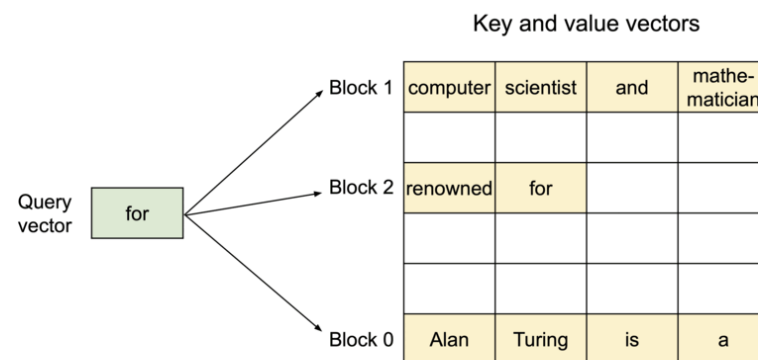 Key and value vectors
Block 1 computer scientist and mathe-
matician
Block 2 renowned for
Query
vector
for
Block 0 Alan Turing is a